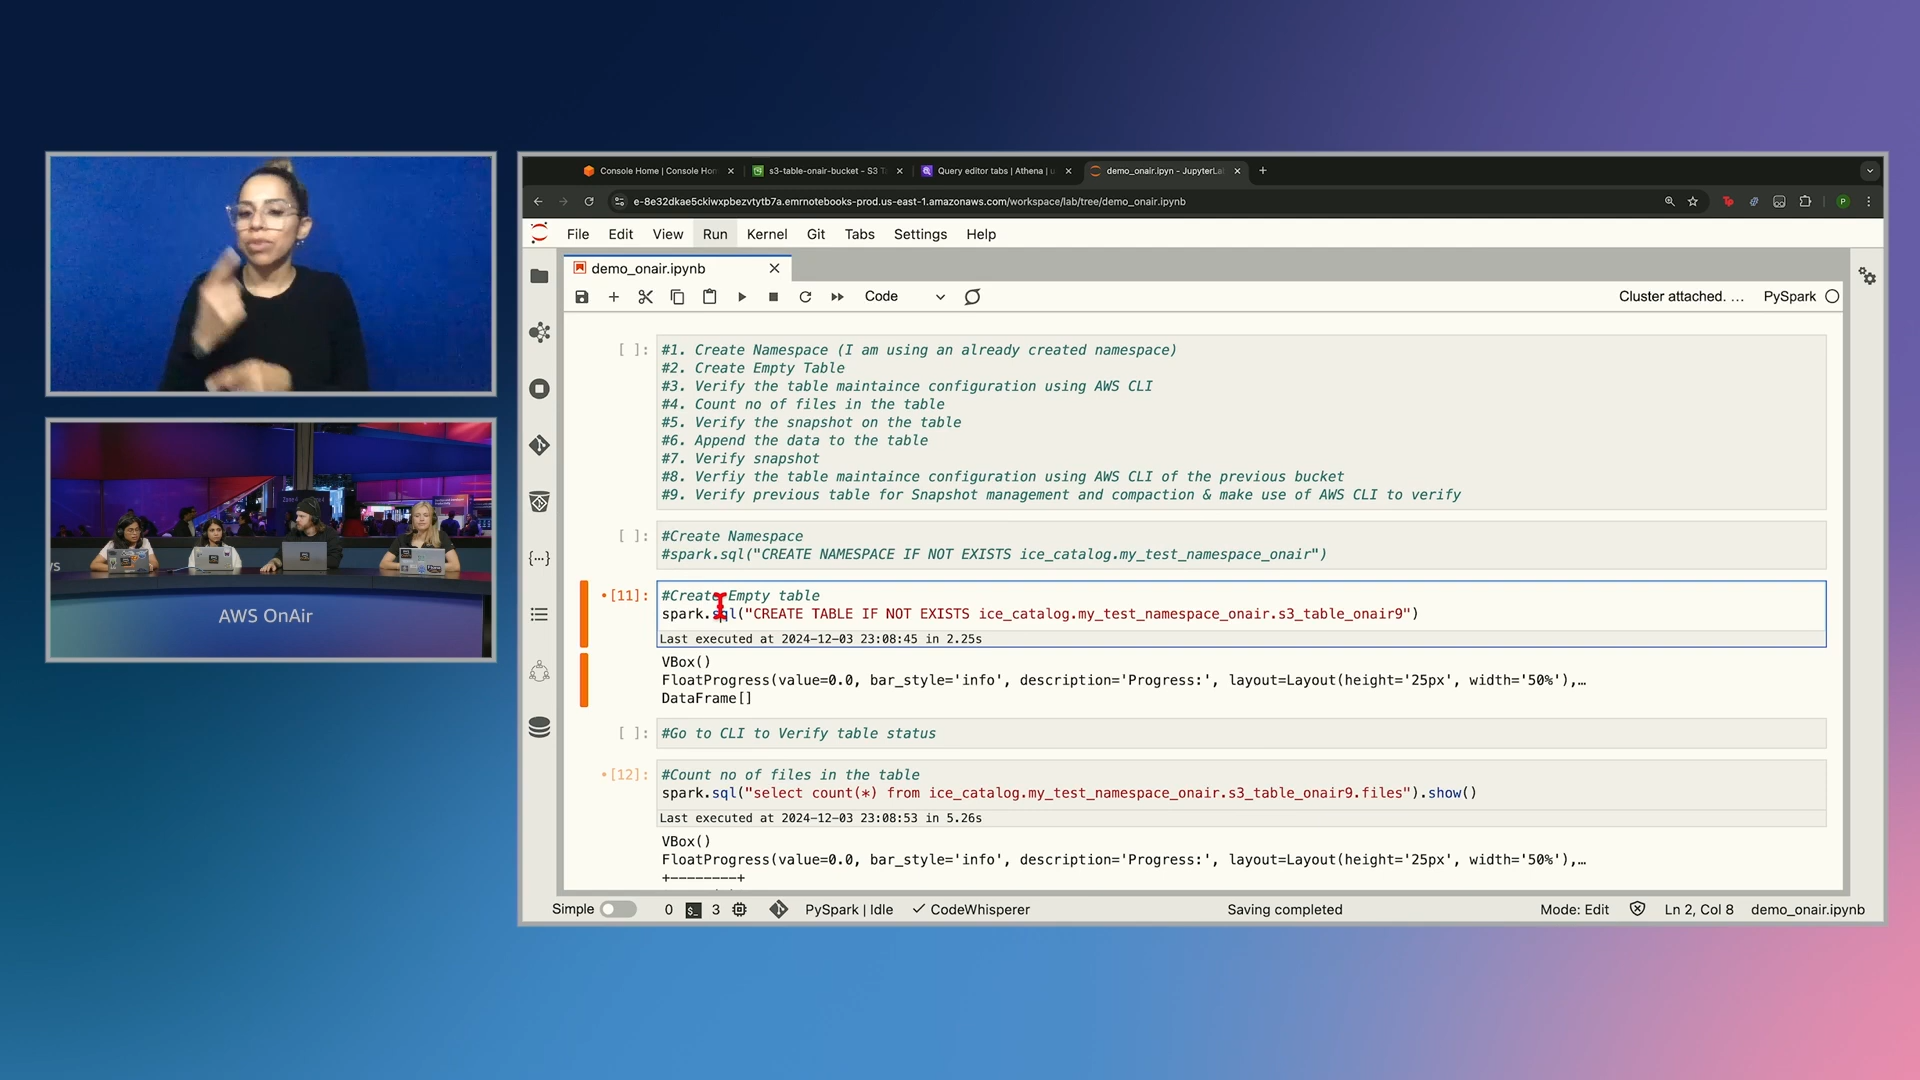 Console Home | Console Hom
s3-table-onair-bucket - S3 T
Query editor tabs | Athena | u
demo_onair.ipyn - JupyterLa
e-8e32dkae5ckiwxpbezvtytb7a.emrnotebooks-prod.us-east-1.amazonaws.com/workspace/lab/tree/demo_onair.ipynb
P
File Edit View Run Kernel Git Tabs Settings Help
demo_onair.ipynb
Code
Cluster attached. ... PySpark
[ ]: #1. Create Namespace (I am using an already created namespace)
#2. Create Empty Table
#3. Verify the table maintaince configuration using AWS CLI
#4. Count no of files in the table
#5. Verify the snapshot on the table
#6. Append the data to the table
#7. Verify snapshot
#8. Verfiy the table maintaince configuration using AWS CLI of the previous bucket
#9. Verify previous table for Snapshot management and compaction & make use of AWS CLI to verify
[ ]: #Create Namespace
#spark.sql("CREATE NAMESPACE IF NOT EXISTS ice_catalog.my_test_namespace_onair")
•[11]: #Create Empty table
spark.sql("CREATE TABLE IF NOT EXISTS ice_catalog.my_test_namespace_onair.s3_table_onair9")
Last executed at 2024-12-03 23:08:45 in 2.25s
VBox()
FloatProgress(value=0.0, bar_style='info', description='Progress:', layout=Layout(height='25px', width='50%'),…
DataFrame[]
[ ]: #Go to CLI to Verify table status
•[12]: #Count no of files in the table
spark.sql("select count(*) from ice_catalog.my_test_namespace_onair.s3_table_onair9.files").show()
Last executed at 2024-12-03 23:08:53 in 5.26s
VBox()
FloatProgress(value=0.0, bar_style='info', description='Progress:', layout=Layout(height='25px', width='50%'),…
+--------+
Simple 0 3 PySpark | Idle CodeWhisperer Saving completed Mode: Edit Ln 2, Col 8 demo_onair.ipynb
AWS OnAir